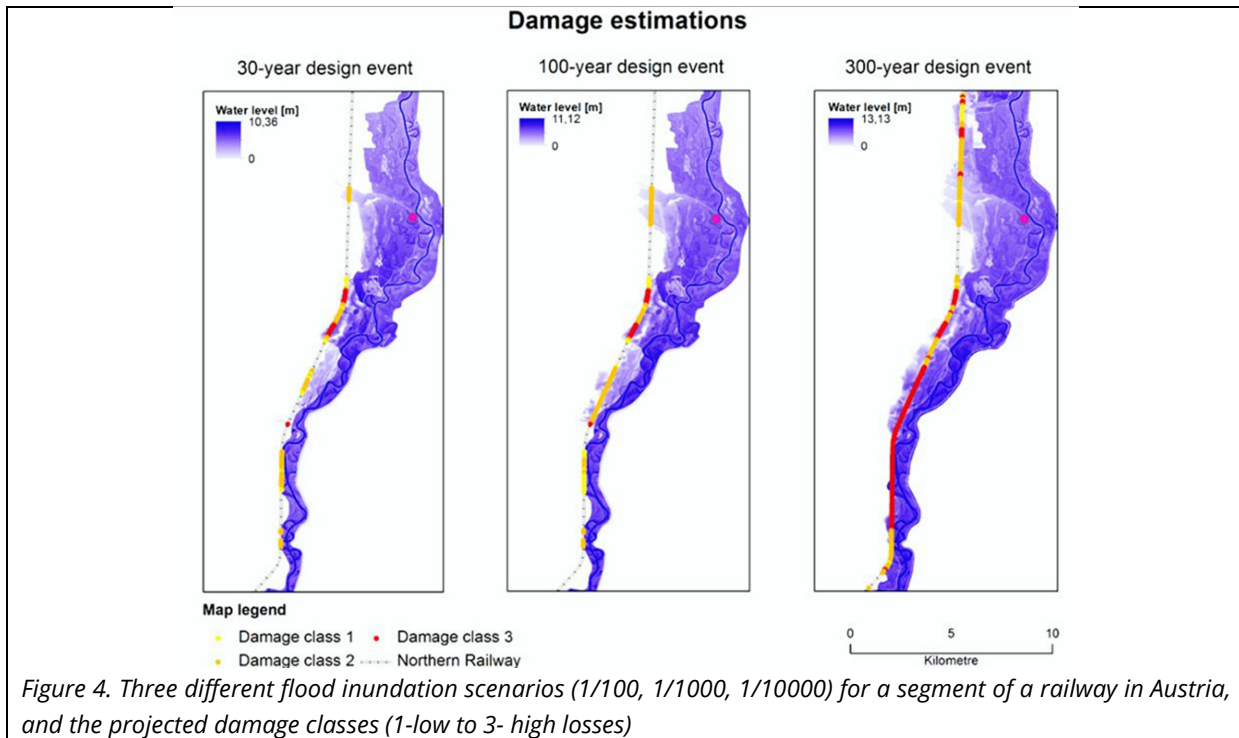 Damage estimations
30-year design event
100-year design event
300-year design event
Water level [m]
10,36
0
Water level [m]
11,12
0
Water level [m]
13,13
0
Map legend
Damage class 1
Damage class 3
Damage class 2
Northern Railway
0
5
10
Kilometre
Figure 4. Three different flood inundation scenarios (1/100, 1/1000, 1/10000) for a segment of a railway in Austria,
and the projected damage classes (1-low to 3- high losses)